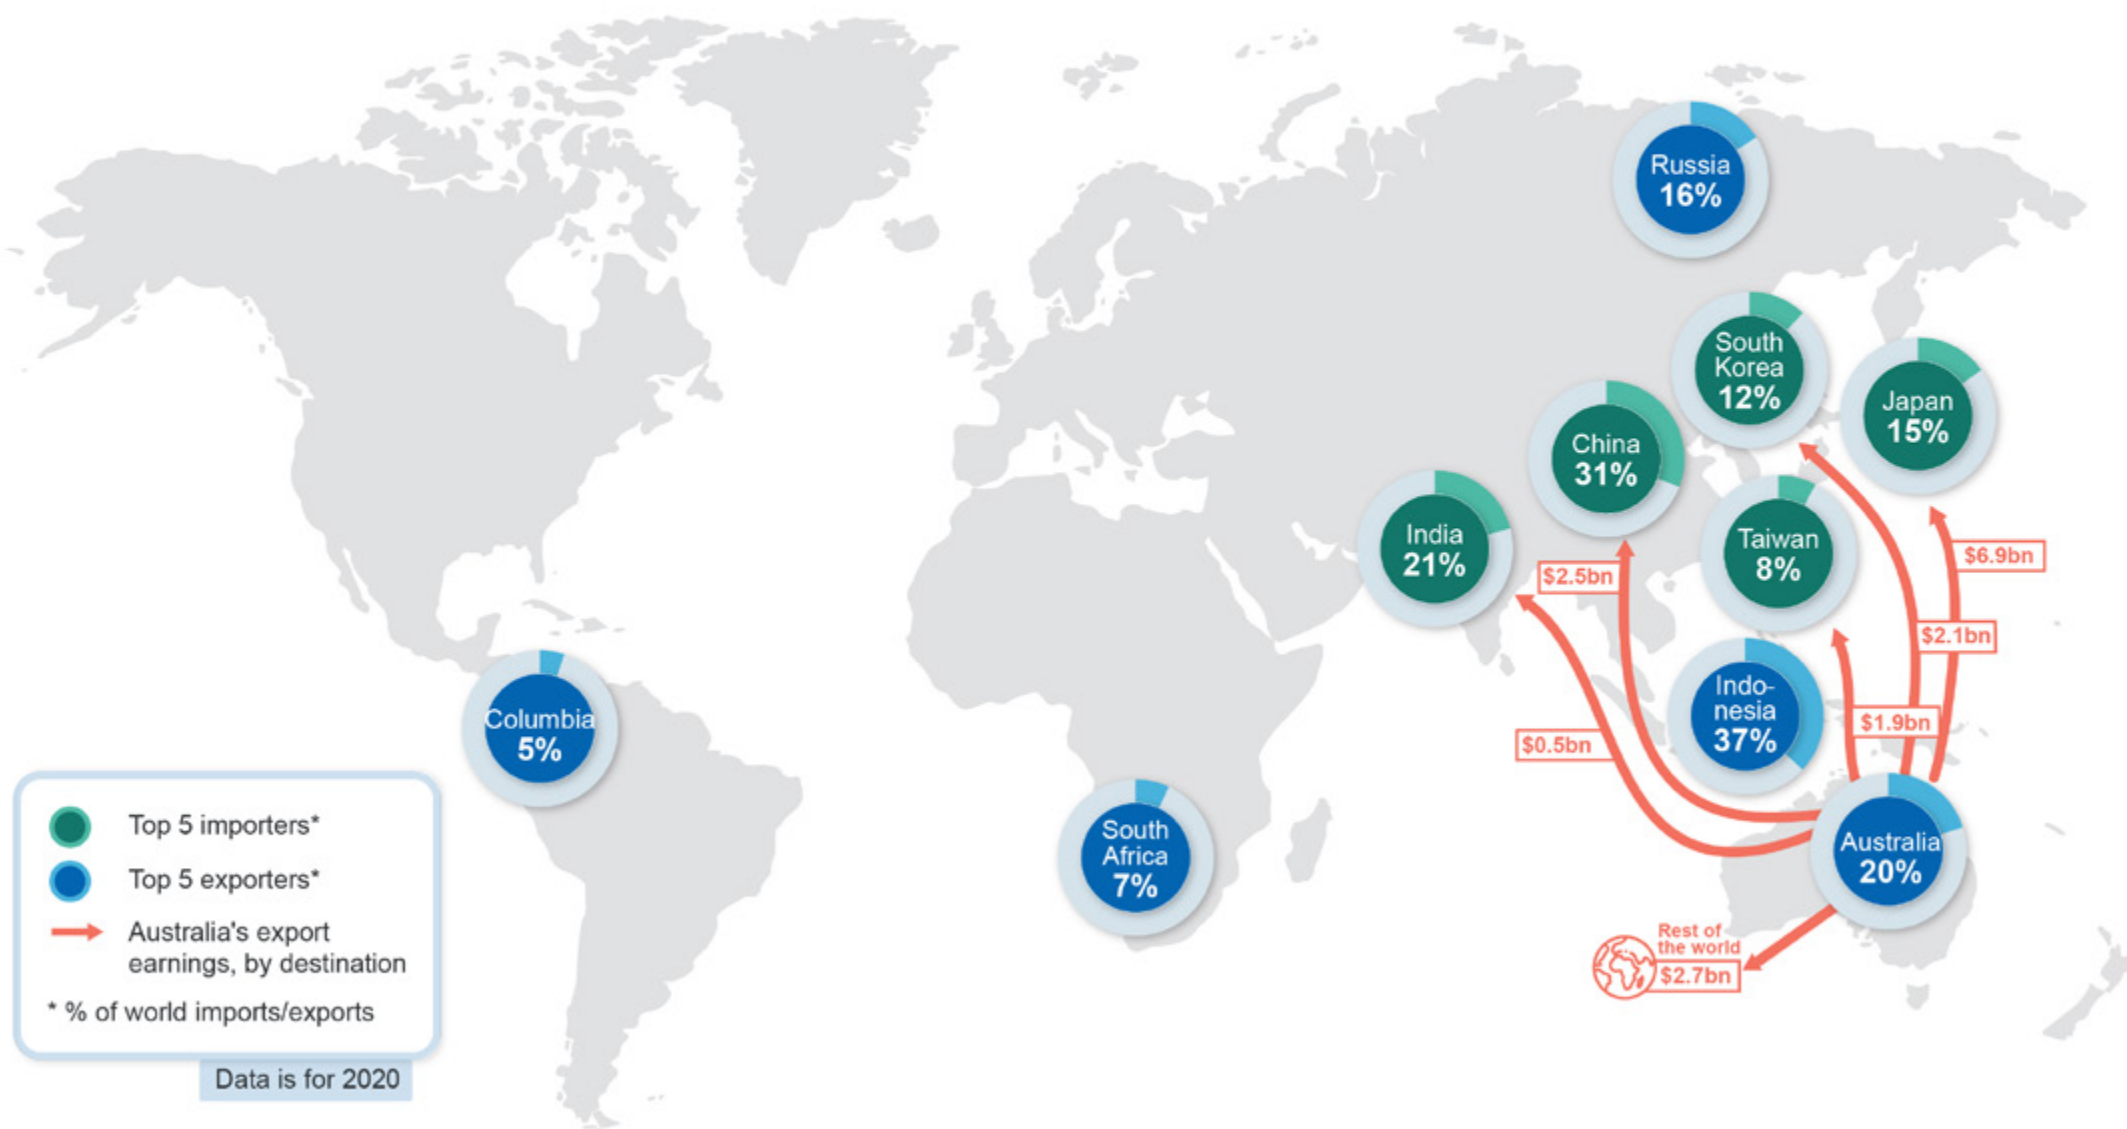 Russia
16%
South
Korea
12%
Japan
15%
China
31%
India
21%
Taiwan
8%
$6.9bn
$2.5bn
$2.1bn
Indo-
nesia
37%
$1.9bn
$0.5bn
Columbia
5%
South
Africa
7%
Australia
20%
Rest of
the world
$2.7bn
Top 5 importers*
Top 5 exporters*
Australia's export
earnings, by destination
* % of world imports/exports
Data is for 2020